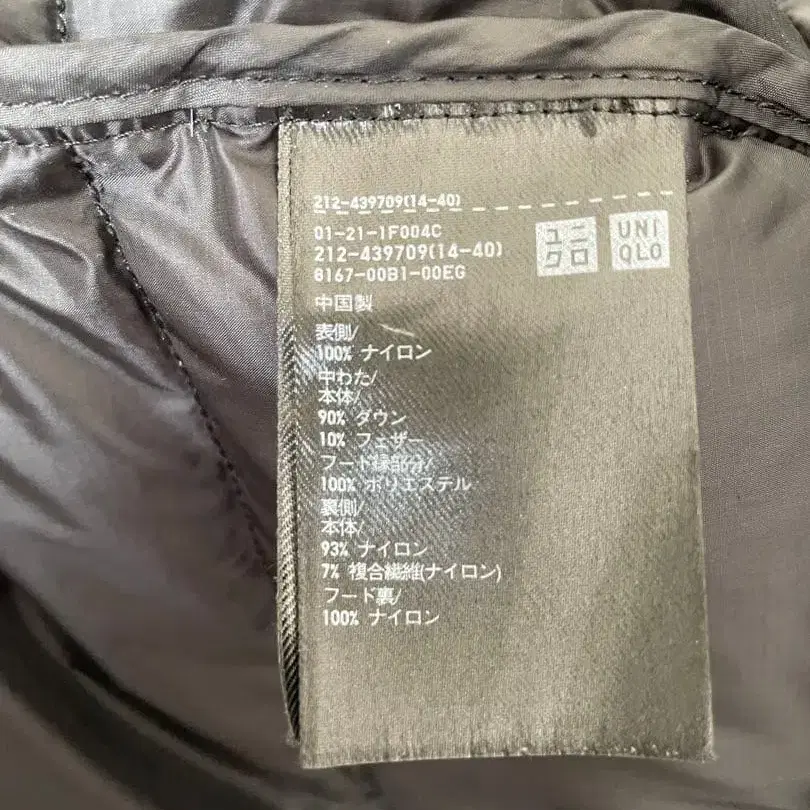 212-439709(14-40)
01-21-1F004C
212-439709(14-40)
8167-00B1-00EG
ユニ
クロ
UNI
QLO
中国製
表側/
100% ナイロン
中わた/
本体/
90% ダウン
10% フェザー
フード縁部分/
100% ポリエステル
裏側/
本体/
93% ナイロン
7% 複合繊維(ナイロン)
フード裏/
100% ナイロン